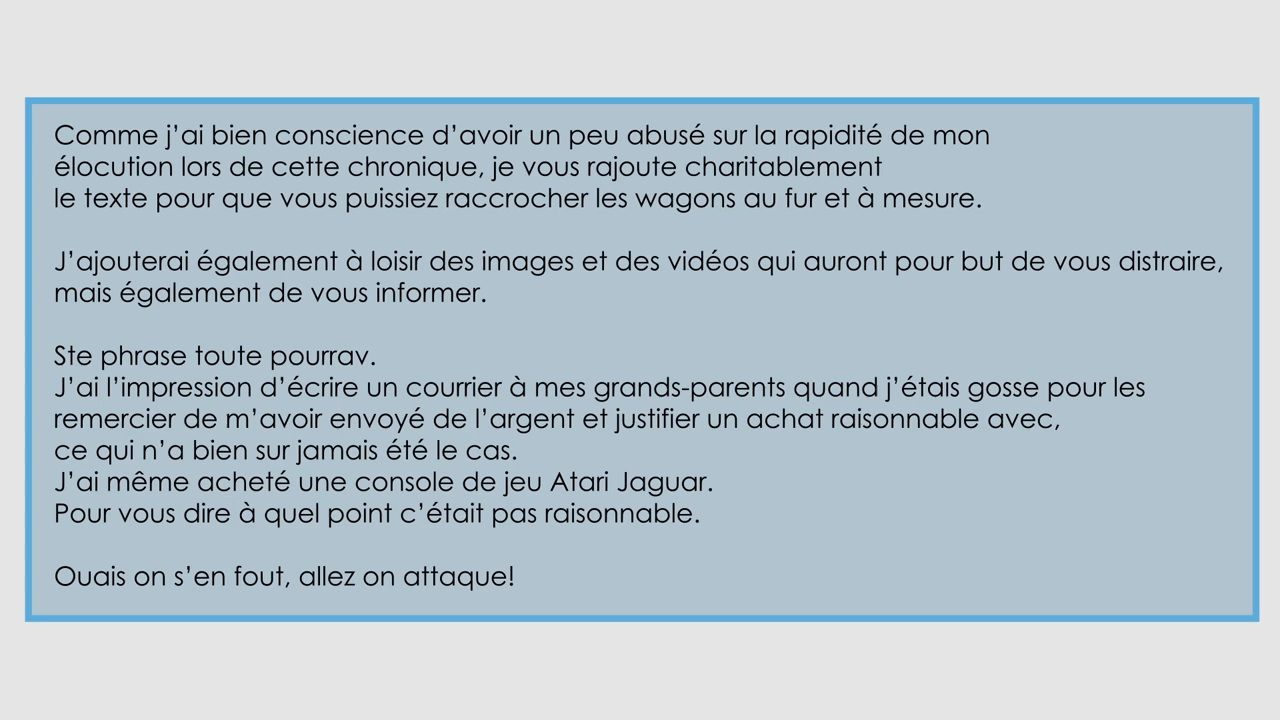 Comme j’ai bien conscience d’avoir un peu abusé sur la rapidité de mon
élocution lors de cette chronique, je vous rajoute charitablement
le texte pour que vous puissiez raccrocher les wagons au fur et à mesure.
J’ajouterai également à loisir des images et des vidéos qui auront pour but de vous distraire,
mais également de vous informer.
Ste phrase toute pourrav.
J’ai l’impression d’écrire un courrier à mes grands-parents quand j’étais gosse pour les
remercier de m’avoir envoyé de l’argent et justifier un achat raisonnable avec,
ce qui n’a bien sur jamais été le cas.
J’ai même acheté une console de jeu Atari Jaguar.
Pour vous dire à quel point c’était pas raisonnable.
Ouais on s’en fout, allez on attaque!